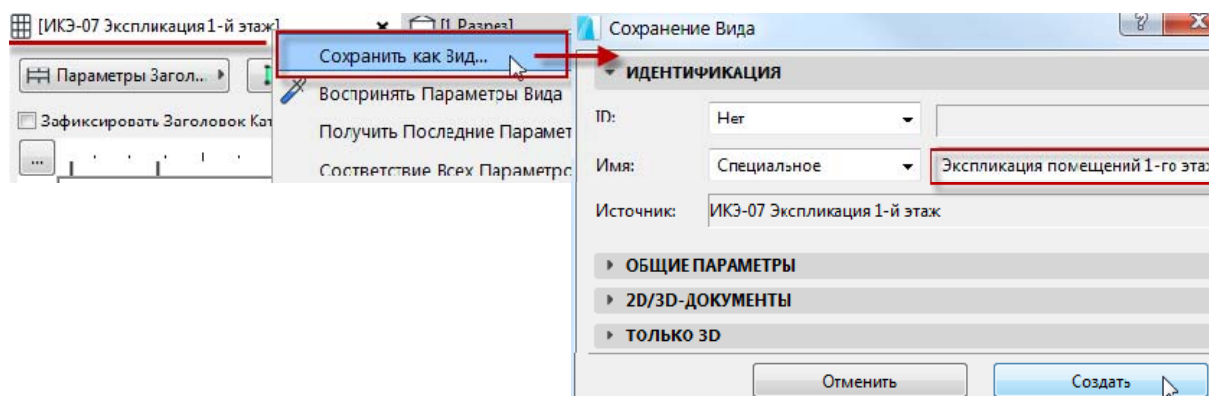 [ИКЭ-07 Экспликация 1-й этаж]
[1 Разрез]
Параметры Загол...
Зафиксировать Заголовок Кат
...
Сохранить как Вид...
Воспринять Параметры Вида
Получить Последние Парамет
Соответствие Всех Параметрс
Сохранение Вида
ИДЕНТИФИКАЦИЯ
ID: Нет
Имя: Специальное Экспликация помещений 1-го этаж
Источник: ИКЭ-07 Экспликация 1-й этаж
ОБЩИЕ ПАРАМЕТРЫ
2D/3D-ДОКУМЕНТЫ
ТОЛЬКО 3D
Отменить Создать